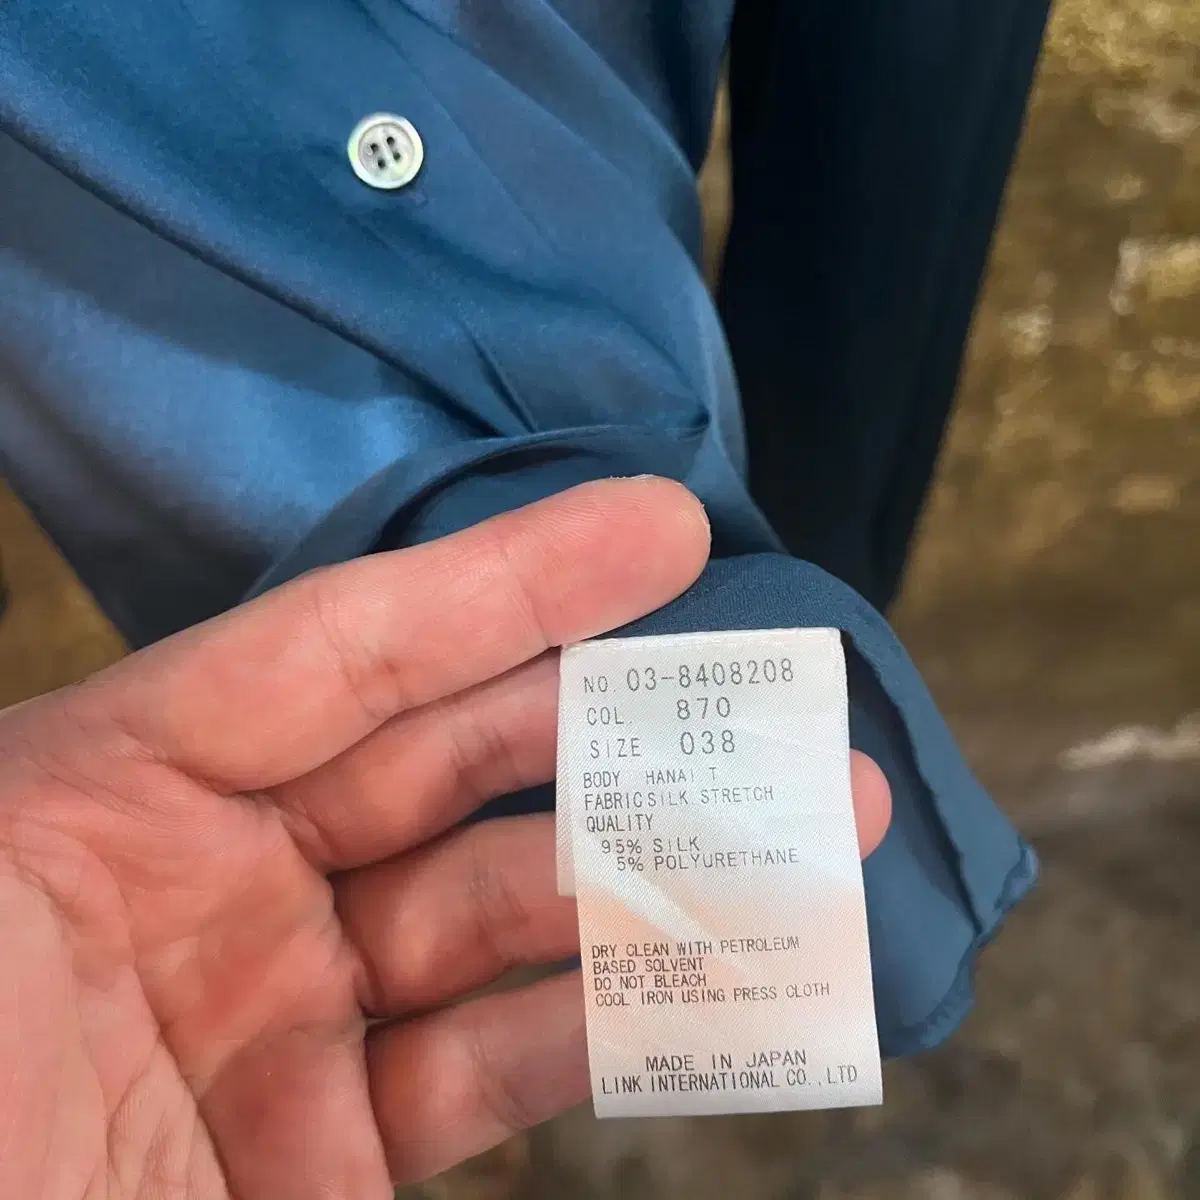 NO. 03-8408208
COL. 870
SIZE 038
BODY HANAI T
FABRIC SILK STRETCH
QUALITY
95% SILK
5% POLYURETHANE
DRY CLEAN WITH PETROLEUM
BASED SOLVENT
DO NOT BLEACH
COOL IRON USING PRESS CLOTH
MADE IN JAPAN
LINK INTERNATIONAL CO.,LTD